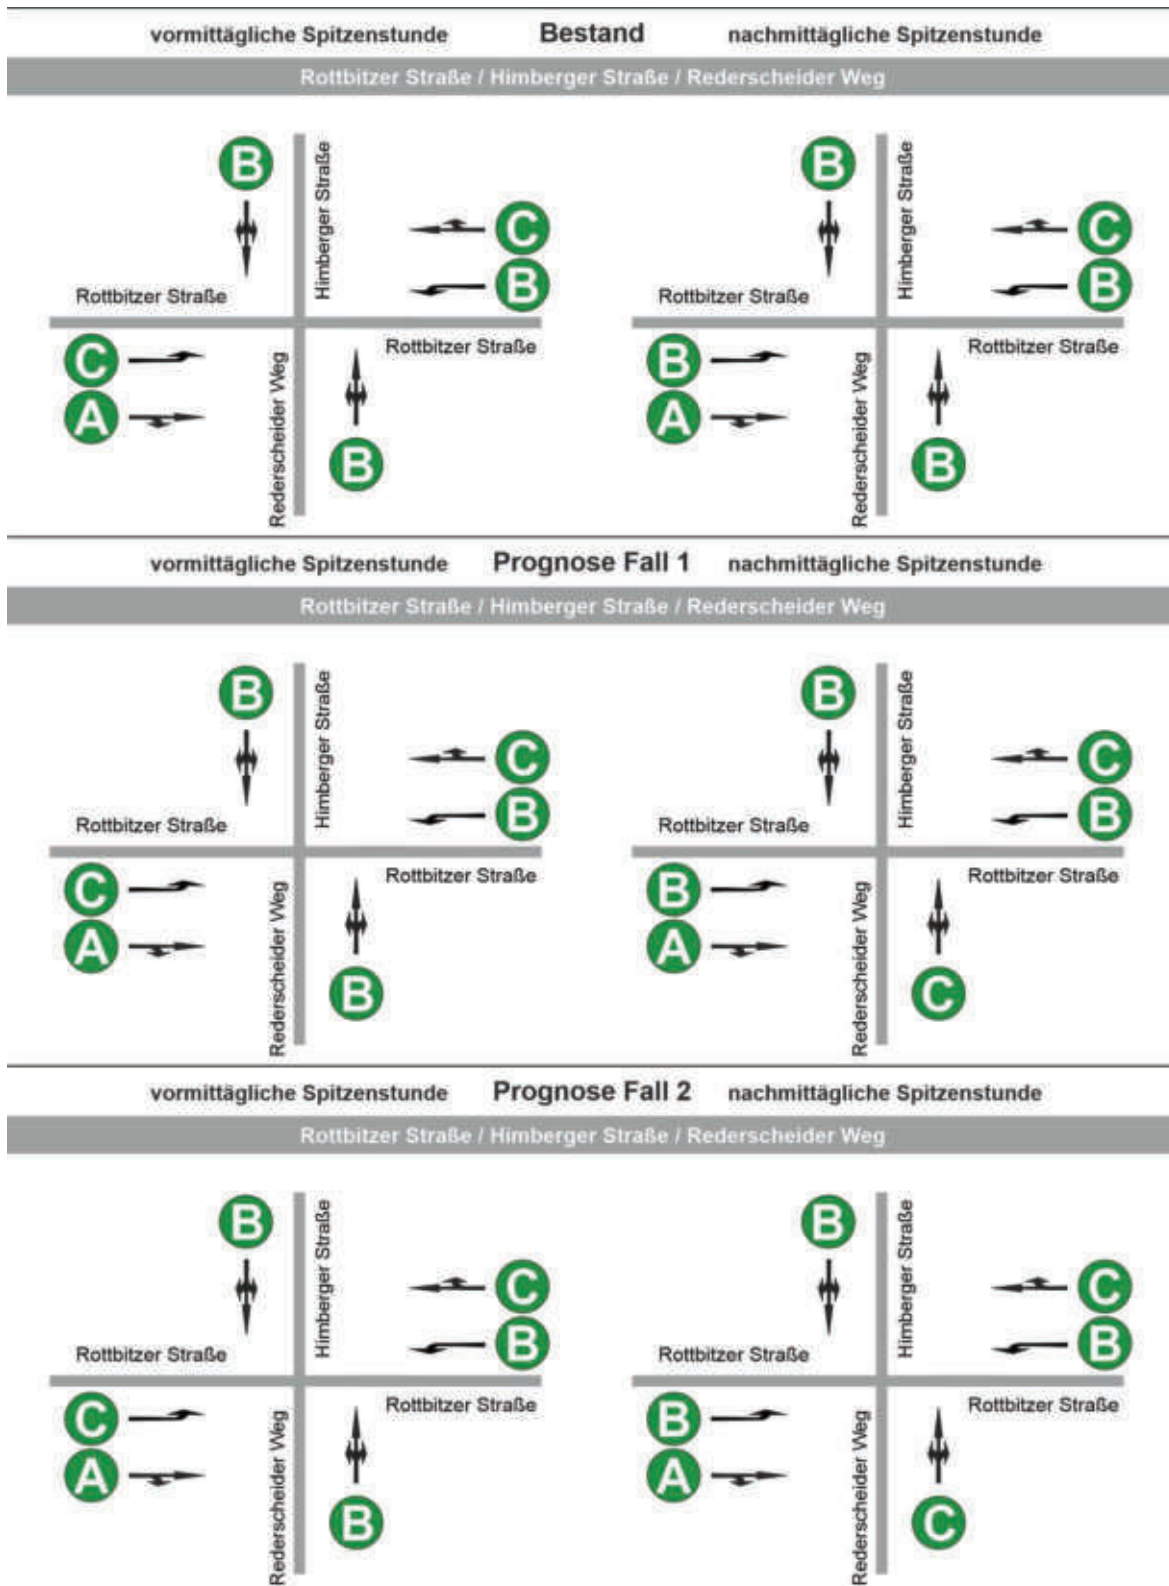 vormittägliche Spitzenstunde Bestand nachmittägliche Spitzenstunde
Rottbitzer Straße / Himberger Straße / Rederscheider Weg
B
Himberger Straße
C
B
Rottbitzer Straße
Rottbitzer Straße
C
A
Rederscheider Weg
B
B
Himberger Straße
C
B
Rottbitzer Straße
Rottbitzer Straße
B
A
Rederscheider Weg
B
vormittägliche Spitzenstunde Prognose Fall 1 nachmittägliche Spitzenstunde
Rottbitzer Straße / Himberger Straße / Rederscheider Weg
B
Himberger Straße
C
B
Rottbitzer Straße
Rottbitzer Straße
C
A
Rederscheider Weg
B
B
Himberger Straße
C
B
Rottbitzer Straße
Rottbitzer Straße
B
A
Rederscheider Weg
C
vormittägliche Spitzenstunde Prognose Fall 2 nachmittägliche Spitzenstunde
Rottbitzer Straße / Himberger Straße / Rederscheider Weg
B
Himberger Straße
C
B
Rottbitzer Straße
Rottbitzer Straße
C
A
Rederscheider Weg
B
B
Himberger Straße
C
B
Rottbitzer Straße
Rottbitzer Straße
B
A
Rederscheider Weg
C